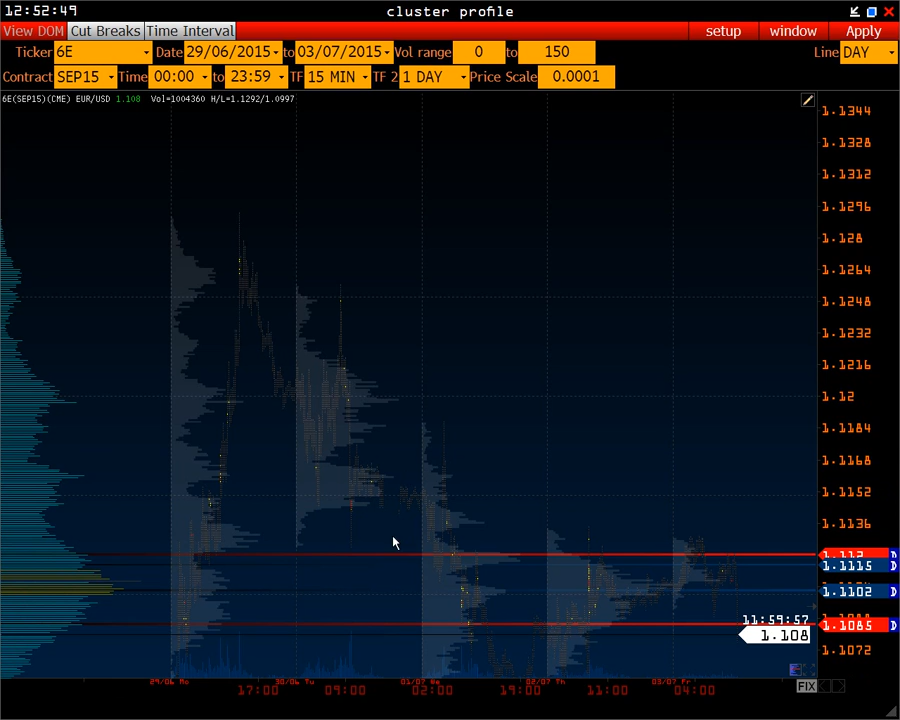 12:52:49 cluster profile
View DOM Cut Breaks Time Interval setup window Apply
Ticker 6E Date 29/06/2015 to 03/07/2015 Vol range 0 to 150 Line DAY
Contract SEP15 Time 00:00 to 23:59 TF 15 MIN TF 2 1 DAY Price Scale 0.0001
6E(SEP15)(CME) EUR/USD 1.108 Vol=1004360 H/L=1.1292/1.0997
1.1344
1.1328
1.1312
1.1296
1.128
1.1264
1.1248
1.1232
1.1216
1.12
1.1184
1.1168
1.1152
1.1136
1.112 D
1.1115 D
1.1102 D
11:59:57
1.1085 D
1.108
1.1072
29/06 Mo 30/06 Tu 01/07 We 02/07 Th 03/07 Fr
17:00 09:00 02:00 19:00 11:00 04:00
FIX